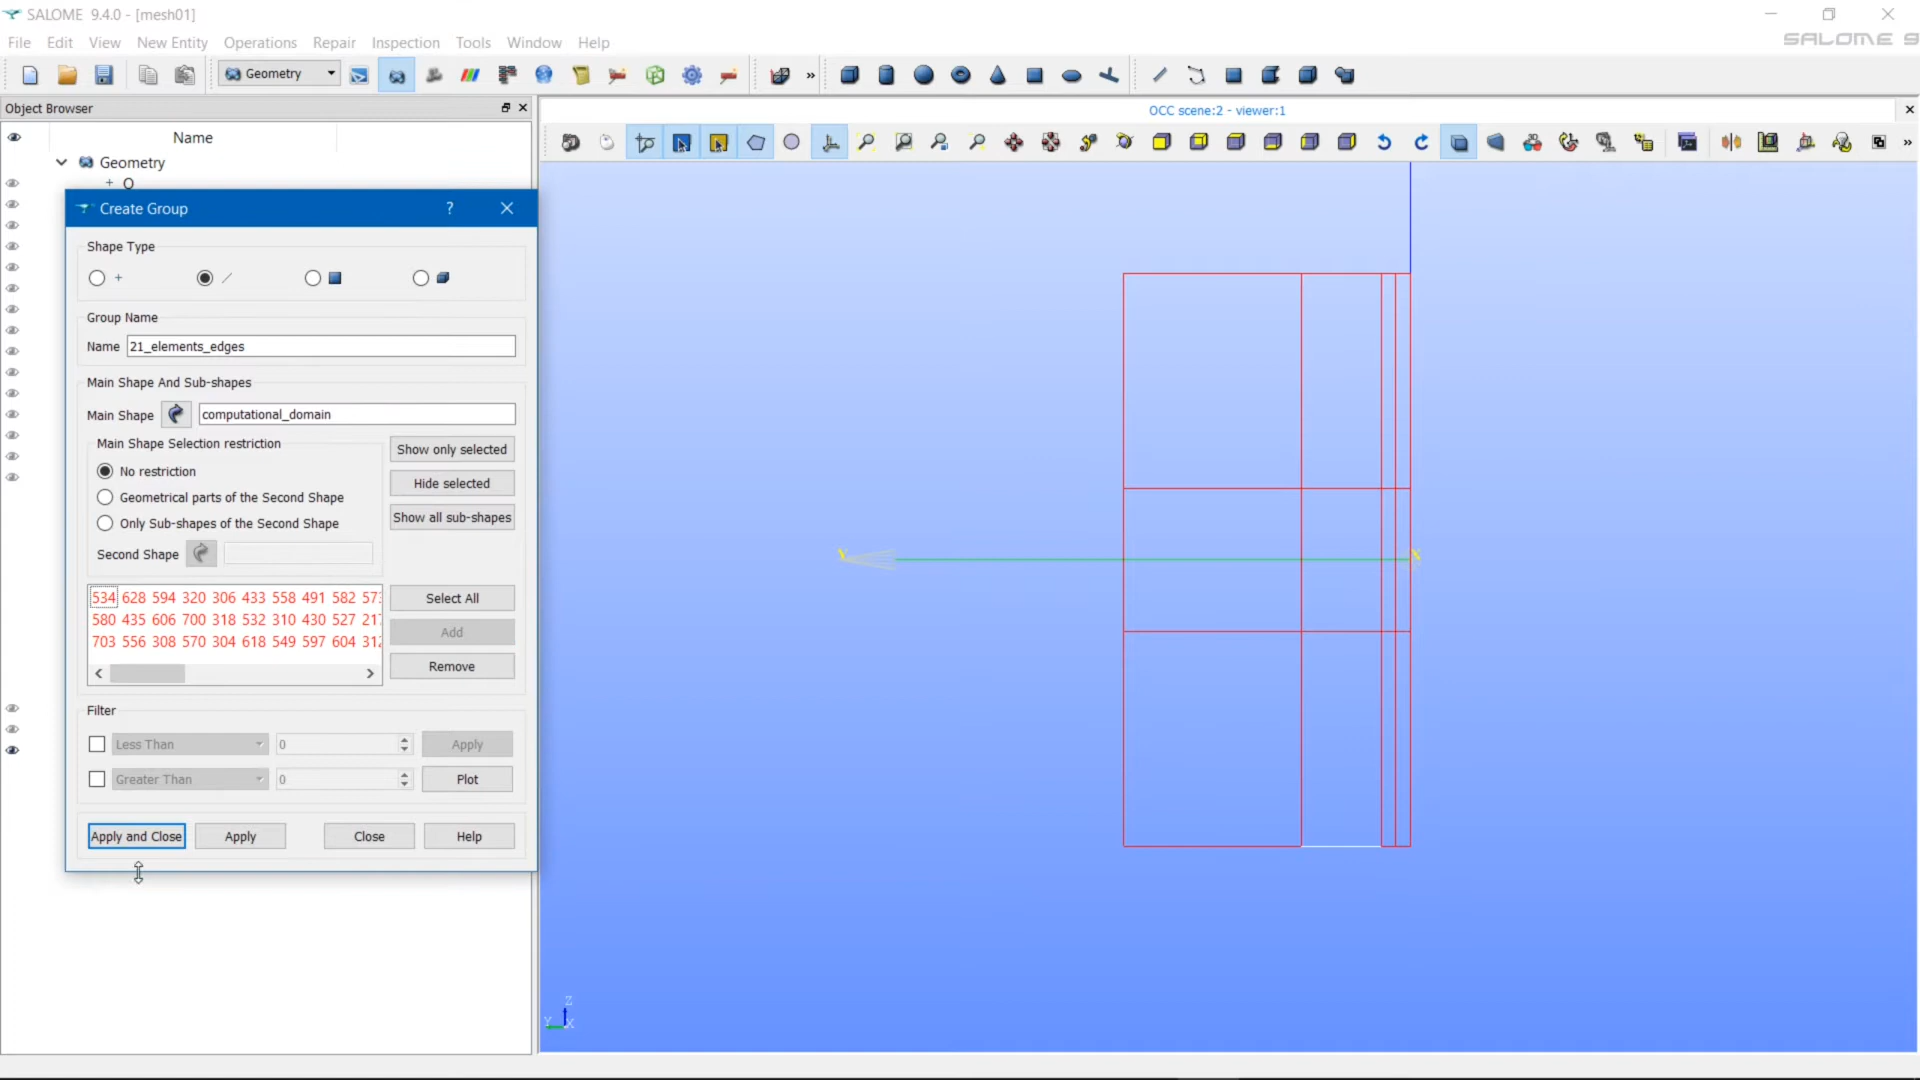 SALOME 9.4.0 - [mesh01]
File Edit View New Entity Operations Repair Inspection Tools Window Help
SALOME 9
Geometry
»
Object Browser
OCC scene:2 - viewer:1
Name
»
Geometry
O
Create Group
?
Shape Type
Group Name
Name 21_elements_edges
Main Shape And Sub-shapes
Main Shape computational_domain
Main Shape Selection restriction
Show only selected
No restriction
Hide selected
Geometrical parts of the Second Shape
Show all sub-shapes
Only Sub-shapes of the Second Shape
Second Shape
534 628 594 320 306 433 558 491 582
580 435 606 700 318 532 310 430 527
703 556 308 570 304 618 549 597 604
Select All
Add
Remove
Filter
Less Than 0 Apply
Greater Than 0 Plot
Apply and Close Apply Close Help
Y X
Z
Y X